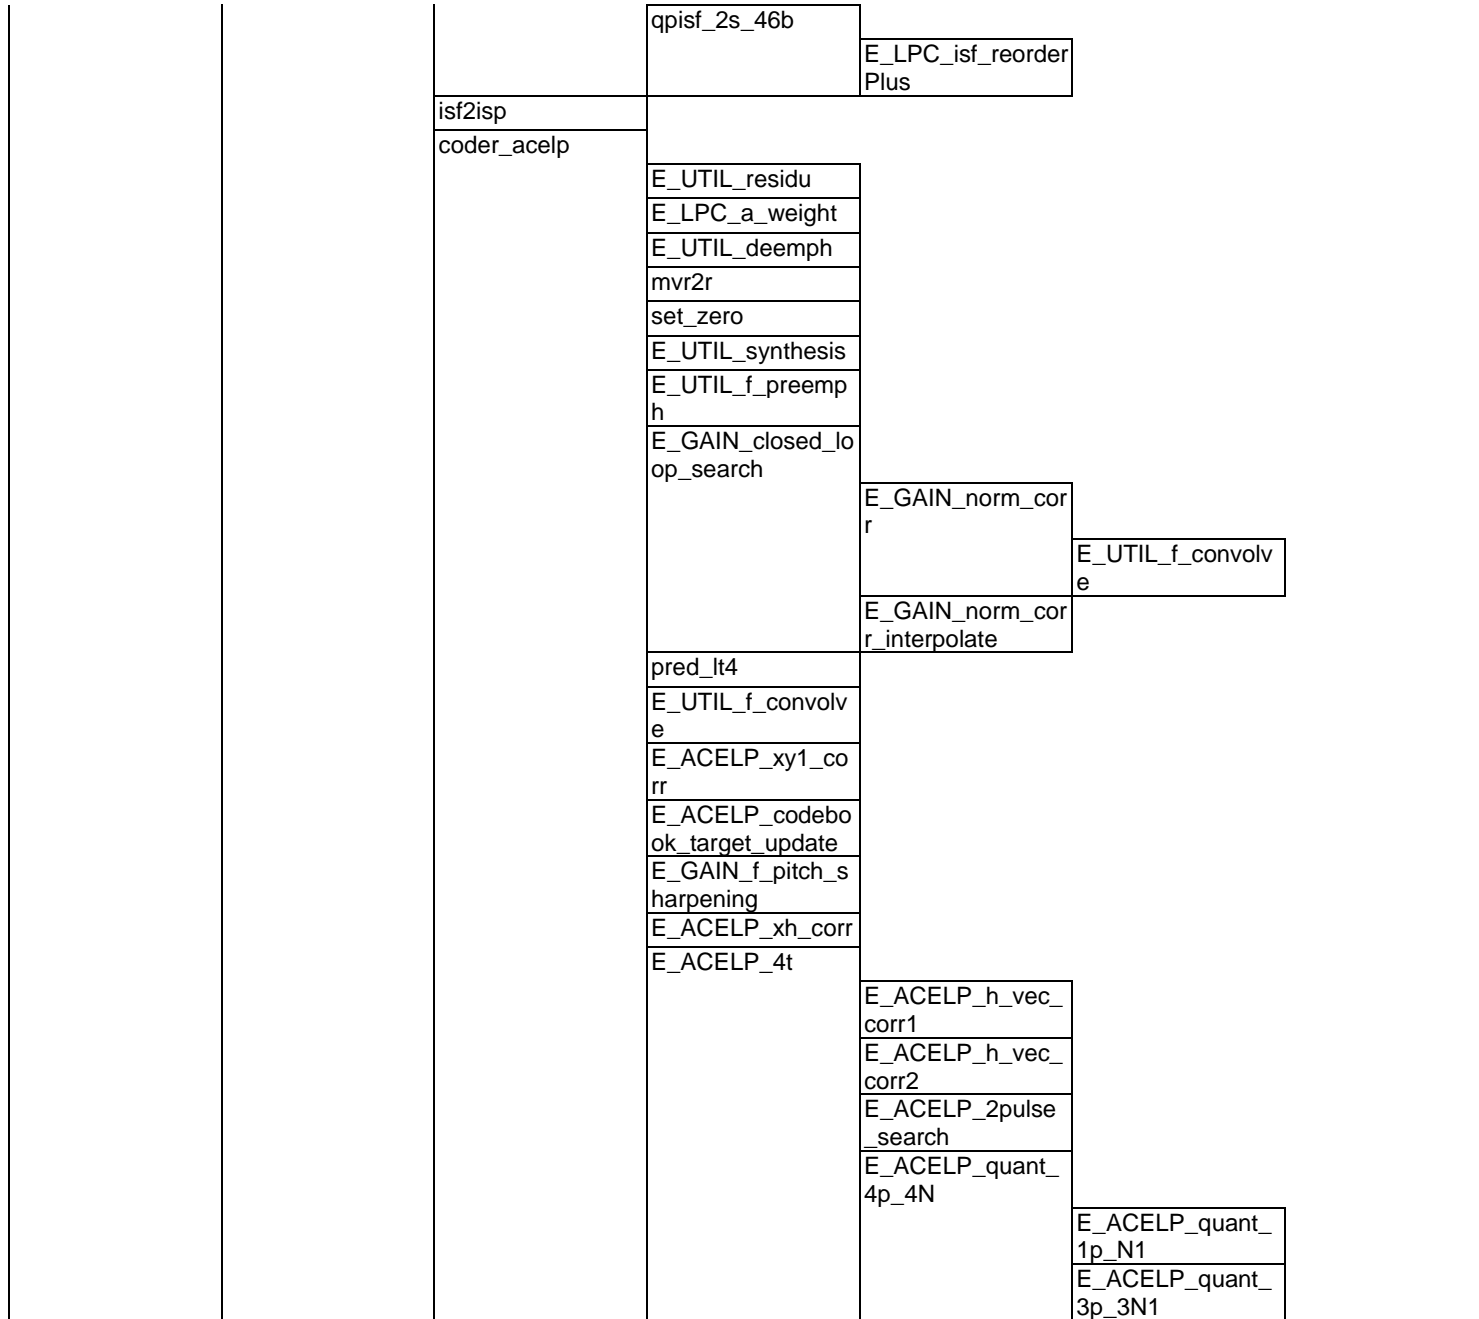 qpisf_2s_46b
E_LPC_isf_reorder
Plus
isf2isp
coder_acelp
E_UTIL_residu
E_LPC_a_weight
E_UTIL_deemph
mvr2r
set_zero
E_UTIL_synthesis
E_UTIL_f_preemp
h
E_GAIN_closed_lo
op_search
E_GAIN_norm_cor
r
E_UTIL_f_convolv
e
E_GAIN_norm_cor
r_interpolate
pred_lt4
E_UTIL_f_convolv
e
E_ACELP_xy1_co
rr
E_ACELP_codebo
ok_target_update
E_GAIN_f_pitch_s
harpening
E_ACELP_xh_corr
E_ACELP_4t
E_ACELP_h_vec_
corr1
E_ACELP_h_vec_
corr2
E_ACELP_2pulse
_search
E_ACELP_quant_
4p_4N
E_ACELP_quant_
1p_N1
E_ACELP_quant_
3p_3N1